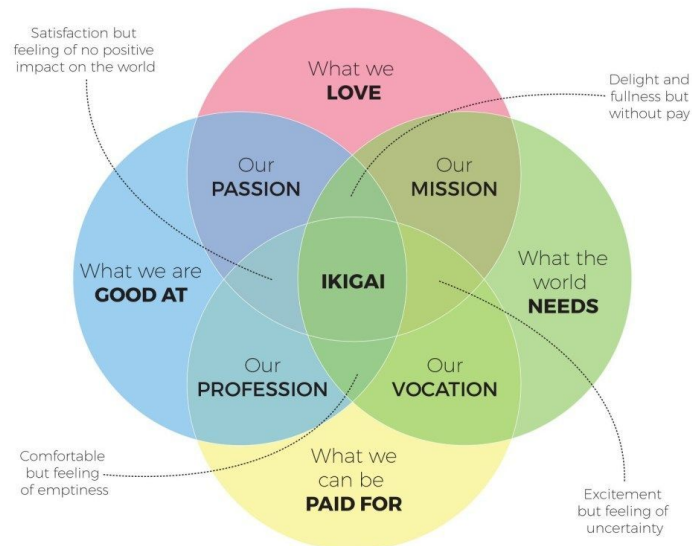 Satisfaction but
feeling of no positive
impact on the world
What we
LOVE
Delight and
fullness but
without pay
Our
PASSION
Our
MISSION
What we are
GOOD AT
IKIGAI
What the
world
NEEDS
Our
PROFESSION
Our
VOCATION
Comfortable
but feeling
of emptiness
What we
can be
PAID FOR
Excitement
but feeling of
uncertainty